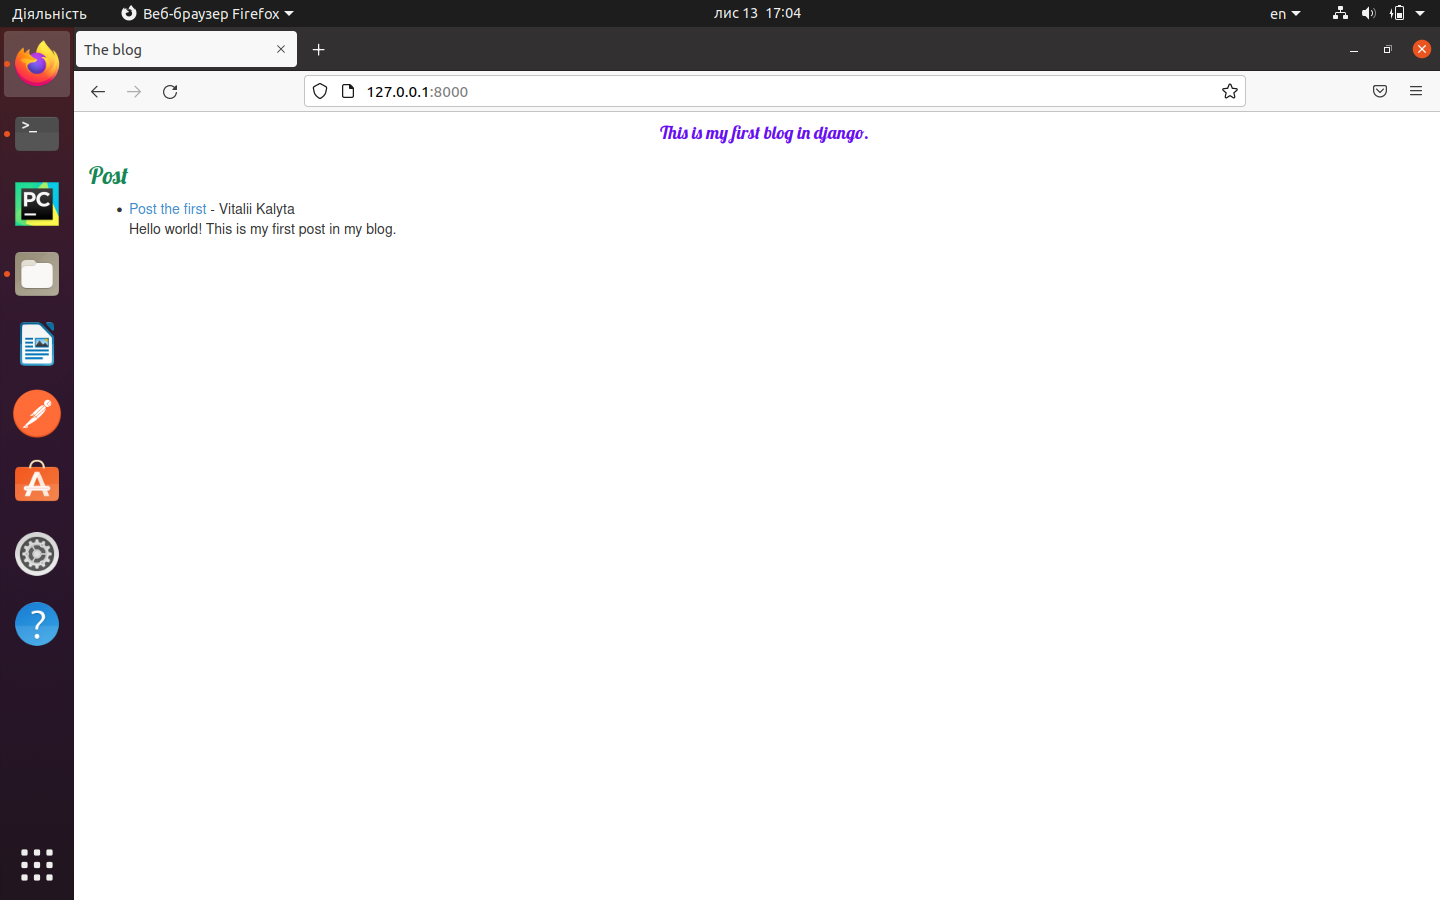 Діяльність Веб-браузер Firefox лис 13 17:04 en
The blog
127.0.0.1:8000
This is my first blog in django.
Post
Post the first - Vitalii Kalyta
Hello world! This is my first post in my blog.
>_
PC
A
?